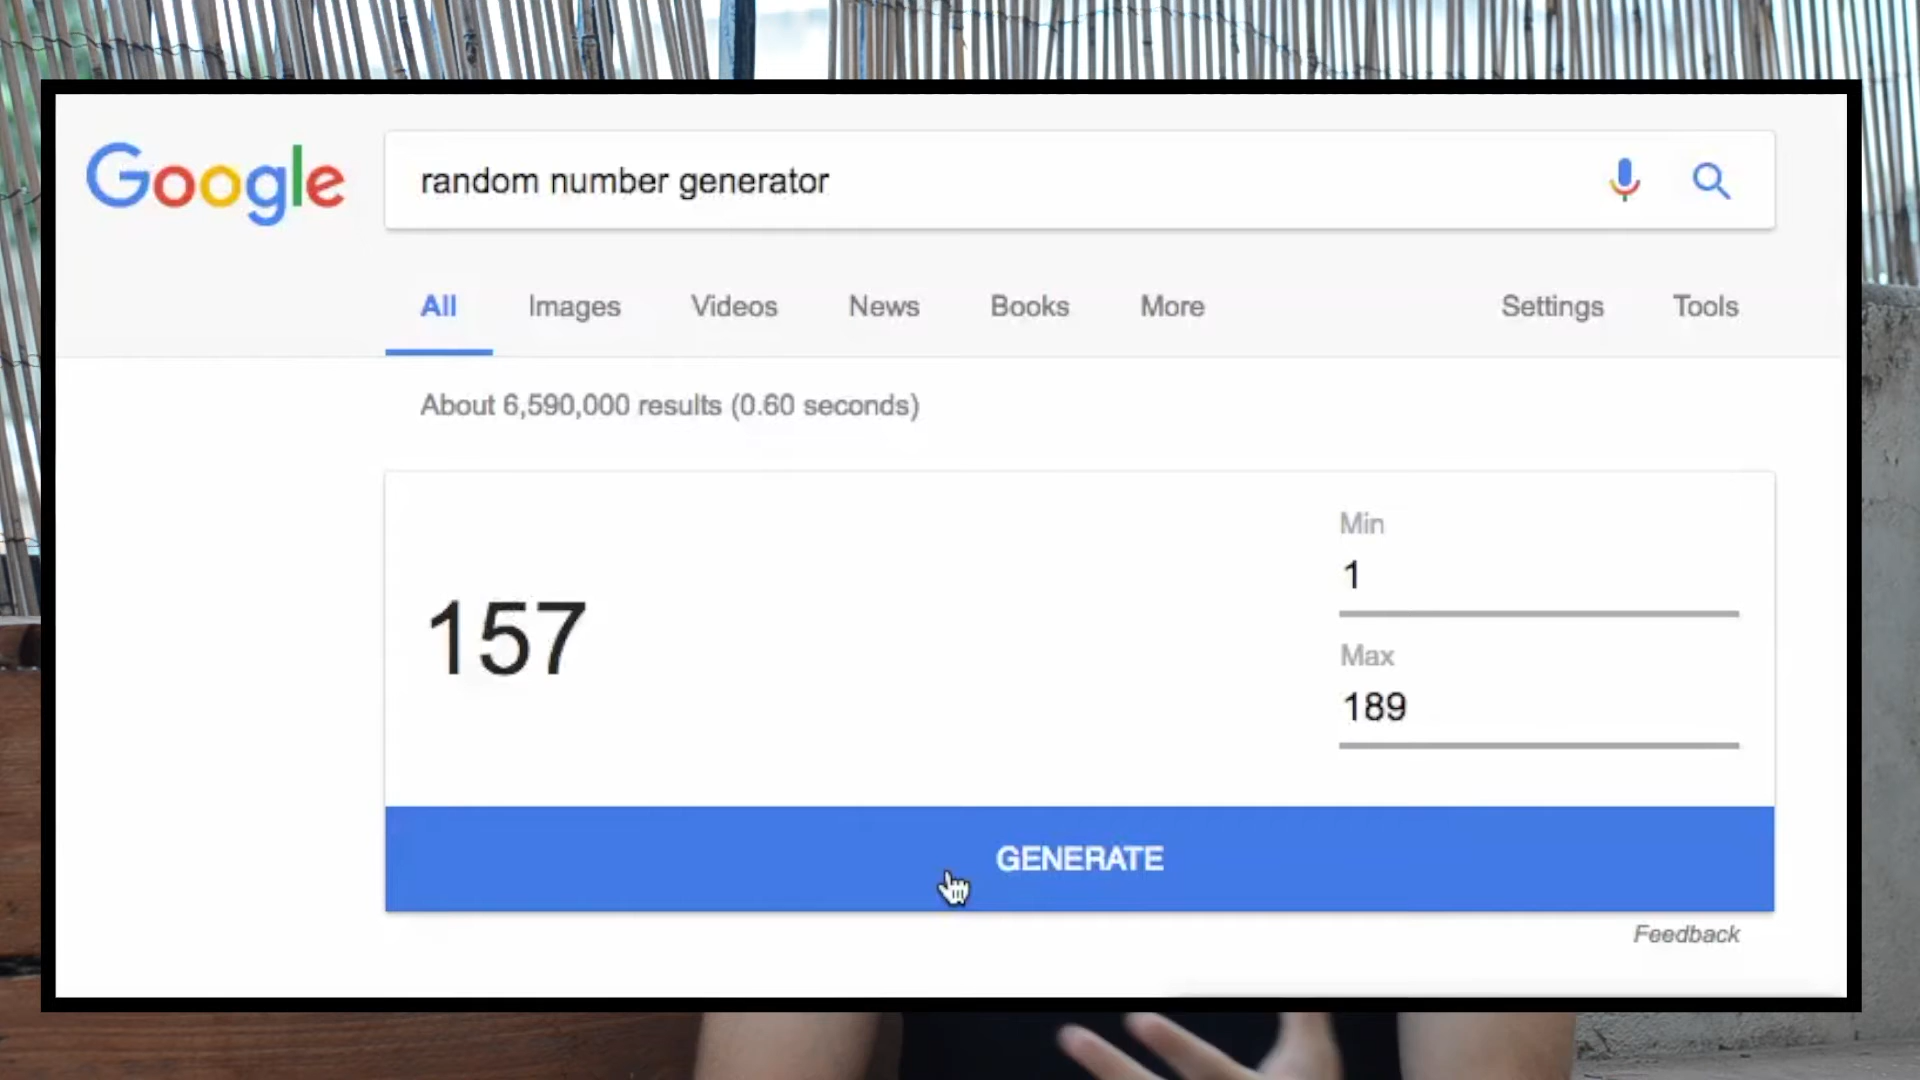 Google
random number generator
All Images Videos News Books More Settings Tools
About 6,590,000 results (0.60 seconds)
Min
1
157
Max
189
GENERATE
Feedback